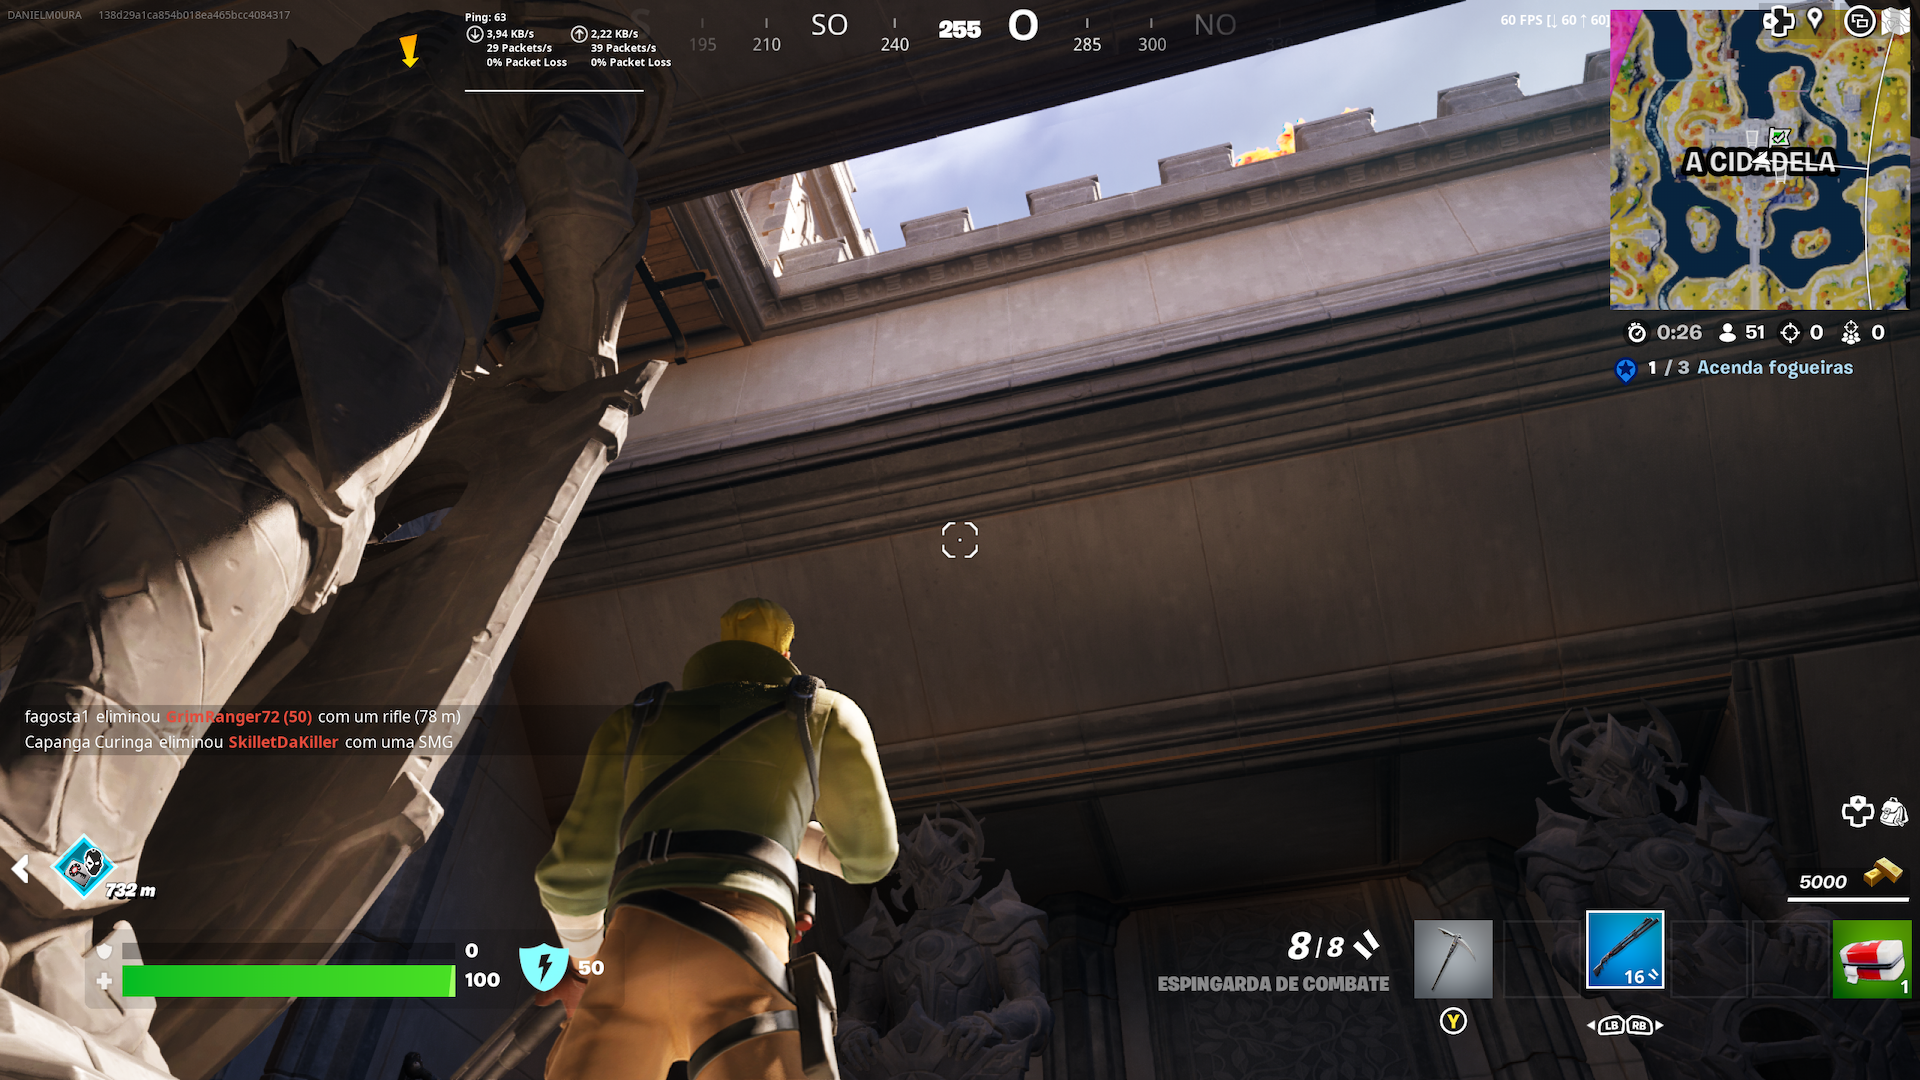 DANIELM0URA 138d29a1ca854b018ea465bcc4084317
Ping: 63
3,94 KB/s 2,22 KB/s
29 Packets/s 39 Packets/s
0% Packet Loss 0% Packet Loss
S SO O NO
195 210 240 255 285 300 330
60 FPS [↓ 60 ↑ 60]
A CIDADELA
0:26 51 0 0
1 / 3 Acenda fogueiras
fagosta1 eliminou GrimRanger72 (50) com um rifle (78 m)
Capanga Curinga eliminou SkilletDaKiller com uma SMG
732 m
0
100
50
8/8
ESPINGARDA DE COMBATE
5000
16
1
Y
LB RB